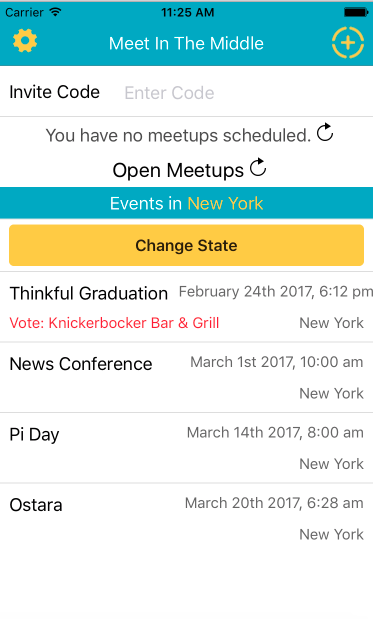 Carrier 11:25 AM
Meet In The Middle
Invite Code Enter Code
You have no meetups scheduled.
Open Meetups
Events in New York
Change State
Thinkful Graduation February 24th 2017, 6:12 pm
Vote: Knickerbocker Bar & Grill New York
News Conference March 1st 2017, 10:00 am
New York
Pi Day March 14th 2017, 8:00 am
New York
Ostara March 20th 2017, 6:28 am
New York